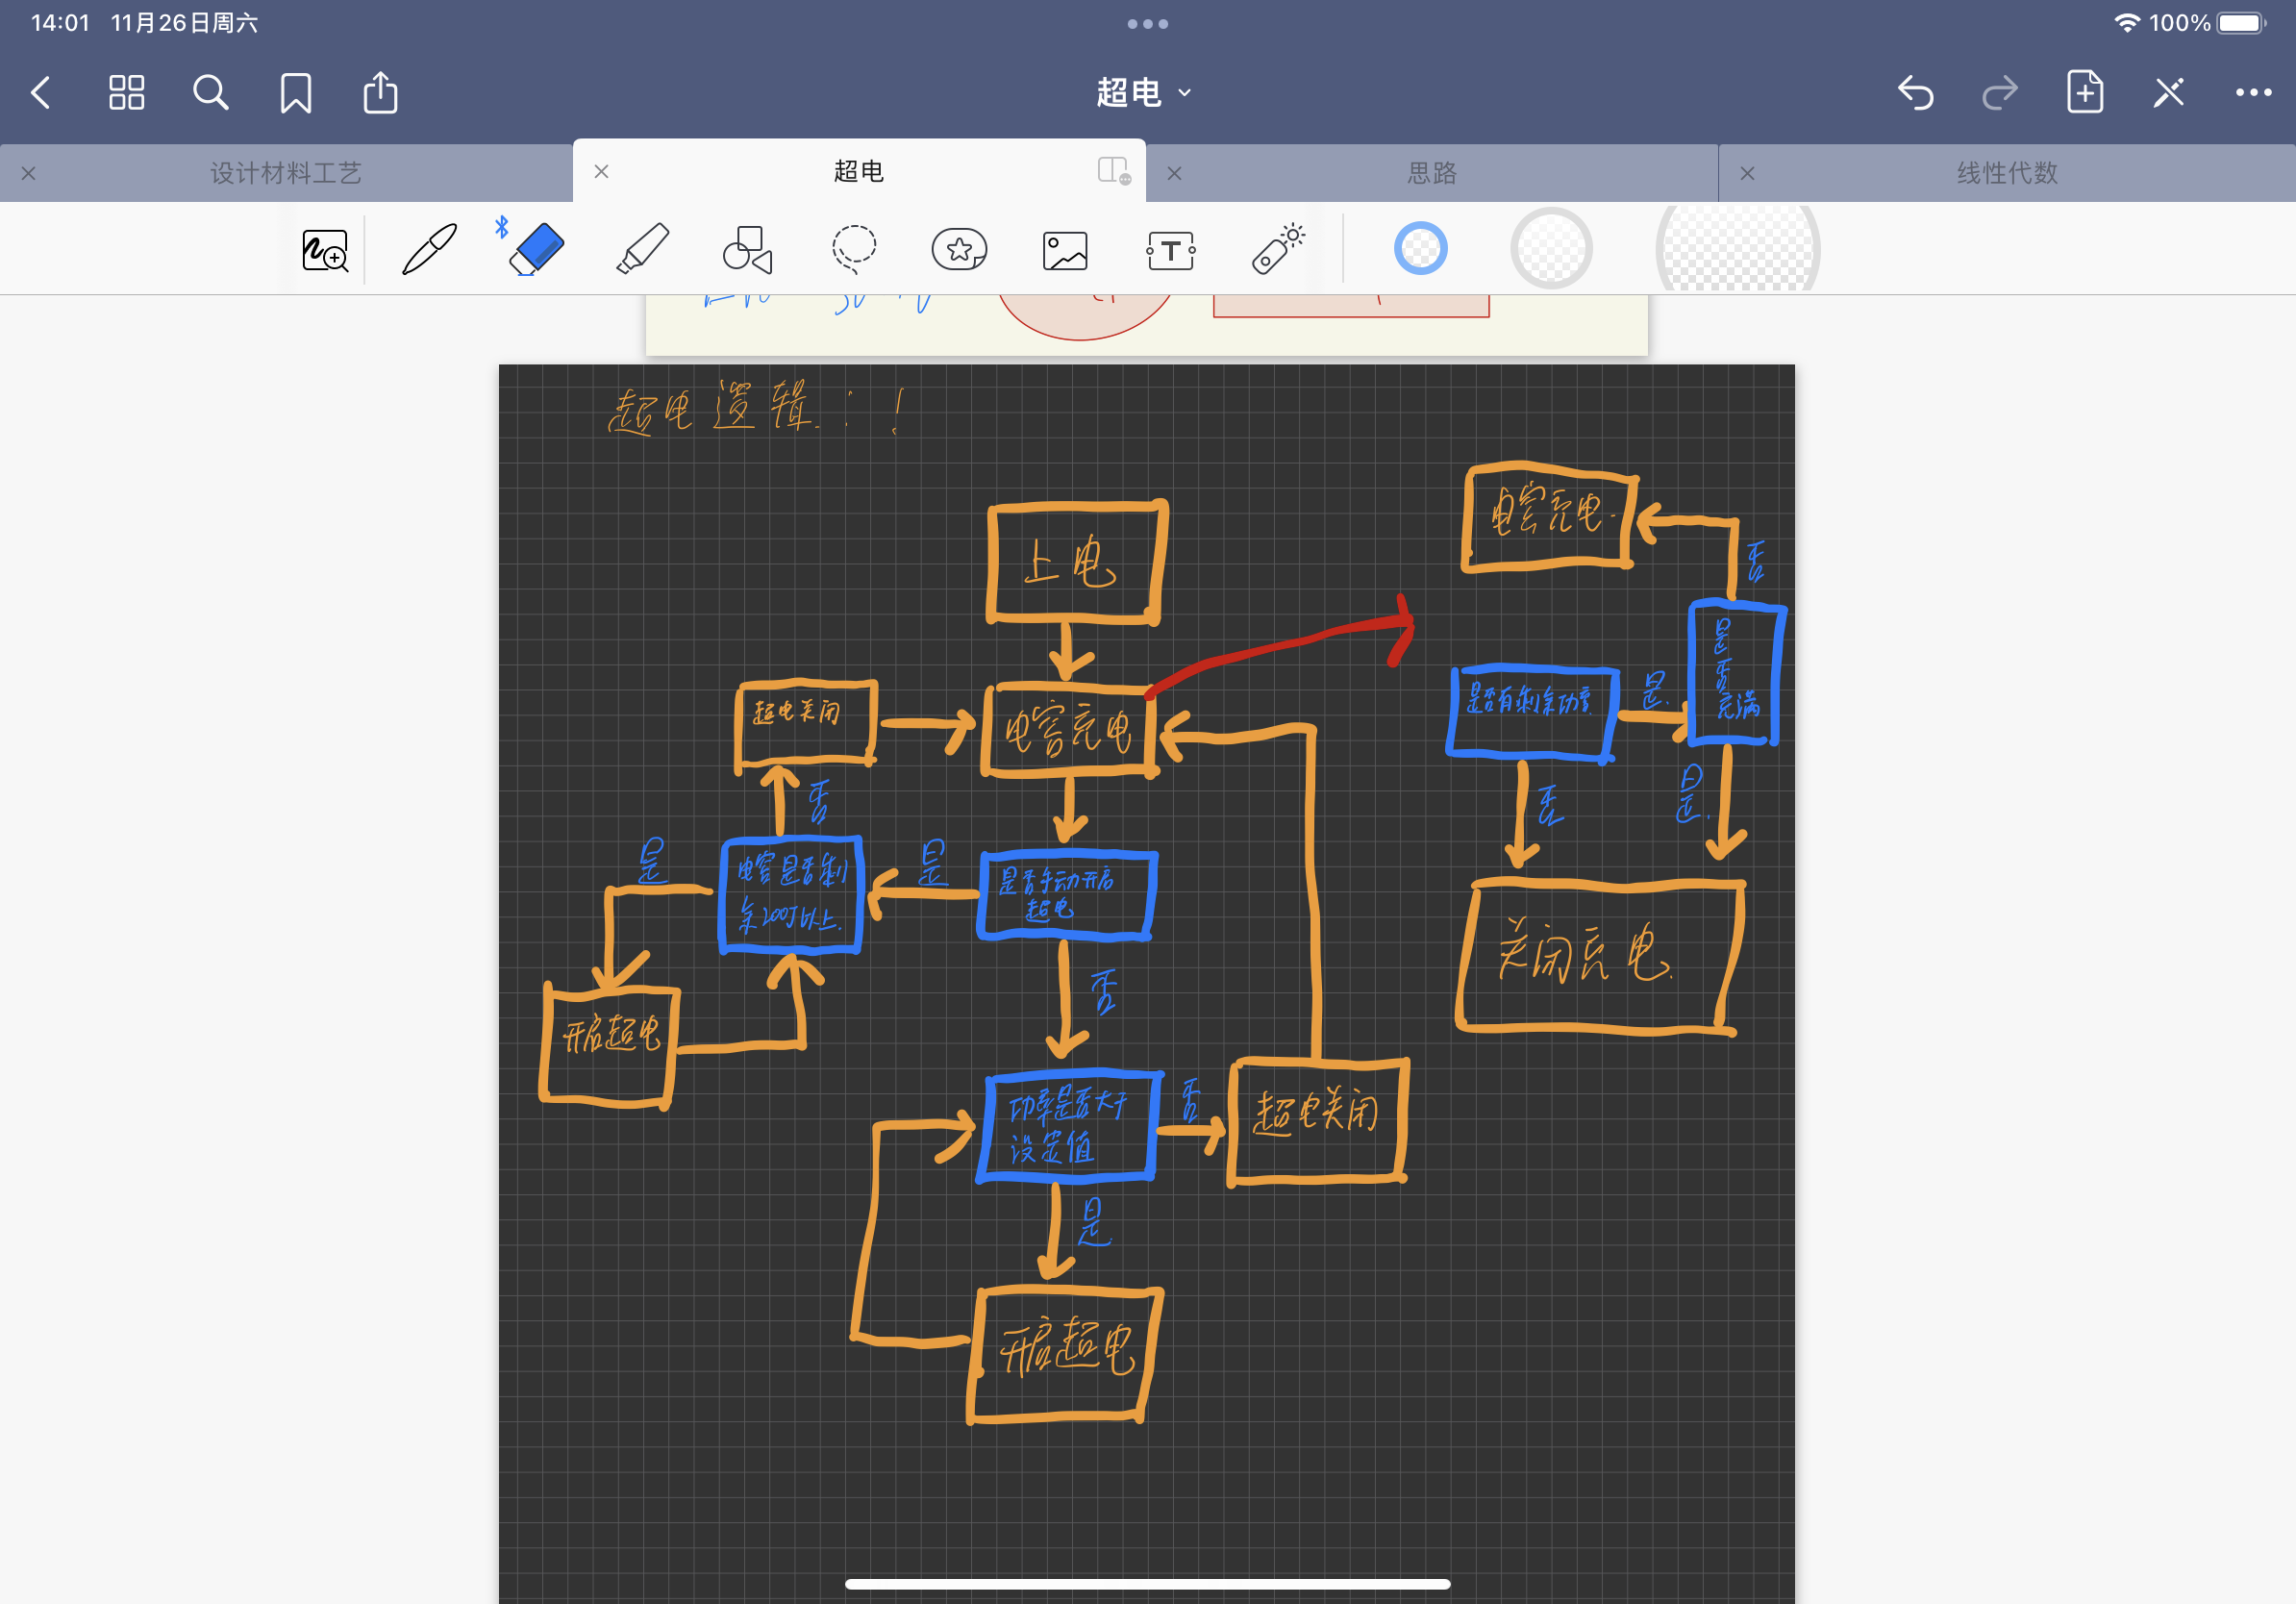 14:01 11月26日周六
100%
超电
设计材料工艺
超电
思路
线性代数
T
超电逻辑:!
上电
电容充电.
否
超电关闭
电容充电
是否有剩余功率
是.
是否
充满
否
否
是.
是
电容是否剩
余200J以上.
是
是否手动开启
超电
关闭充电.
否
开启超电
功率是否大于
设定值
否
超电关闭
是.
开启超电